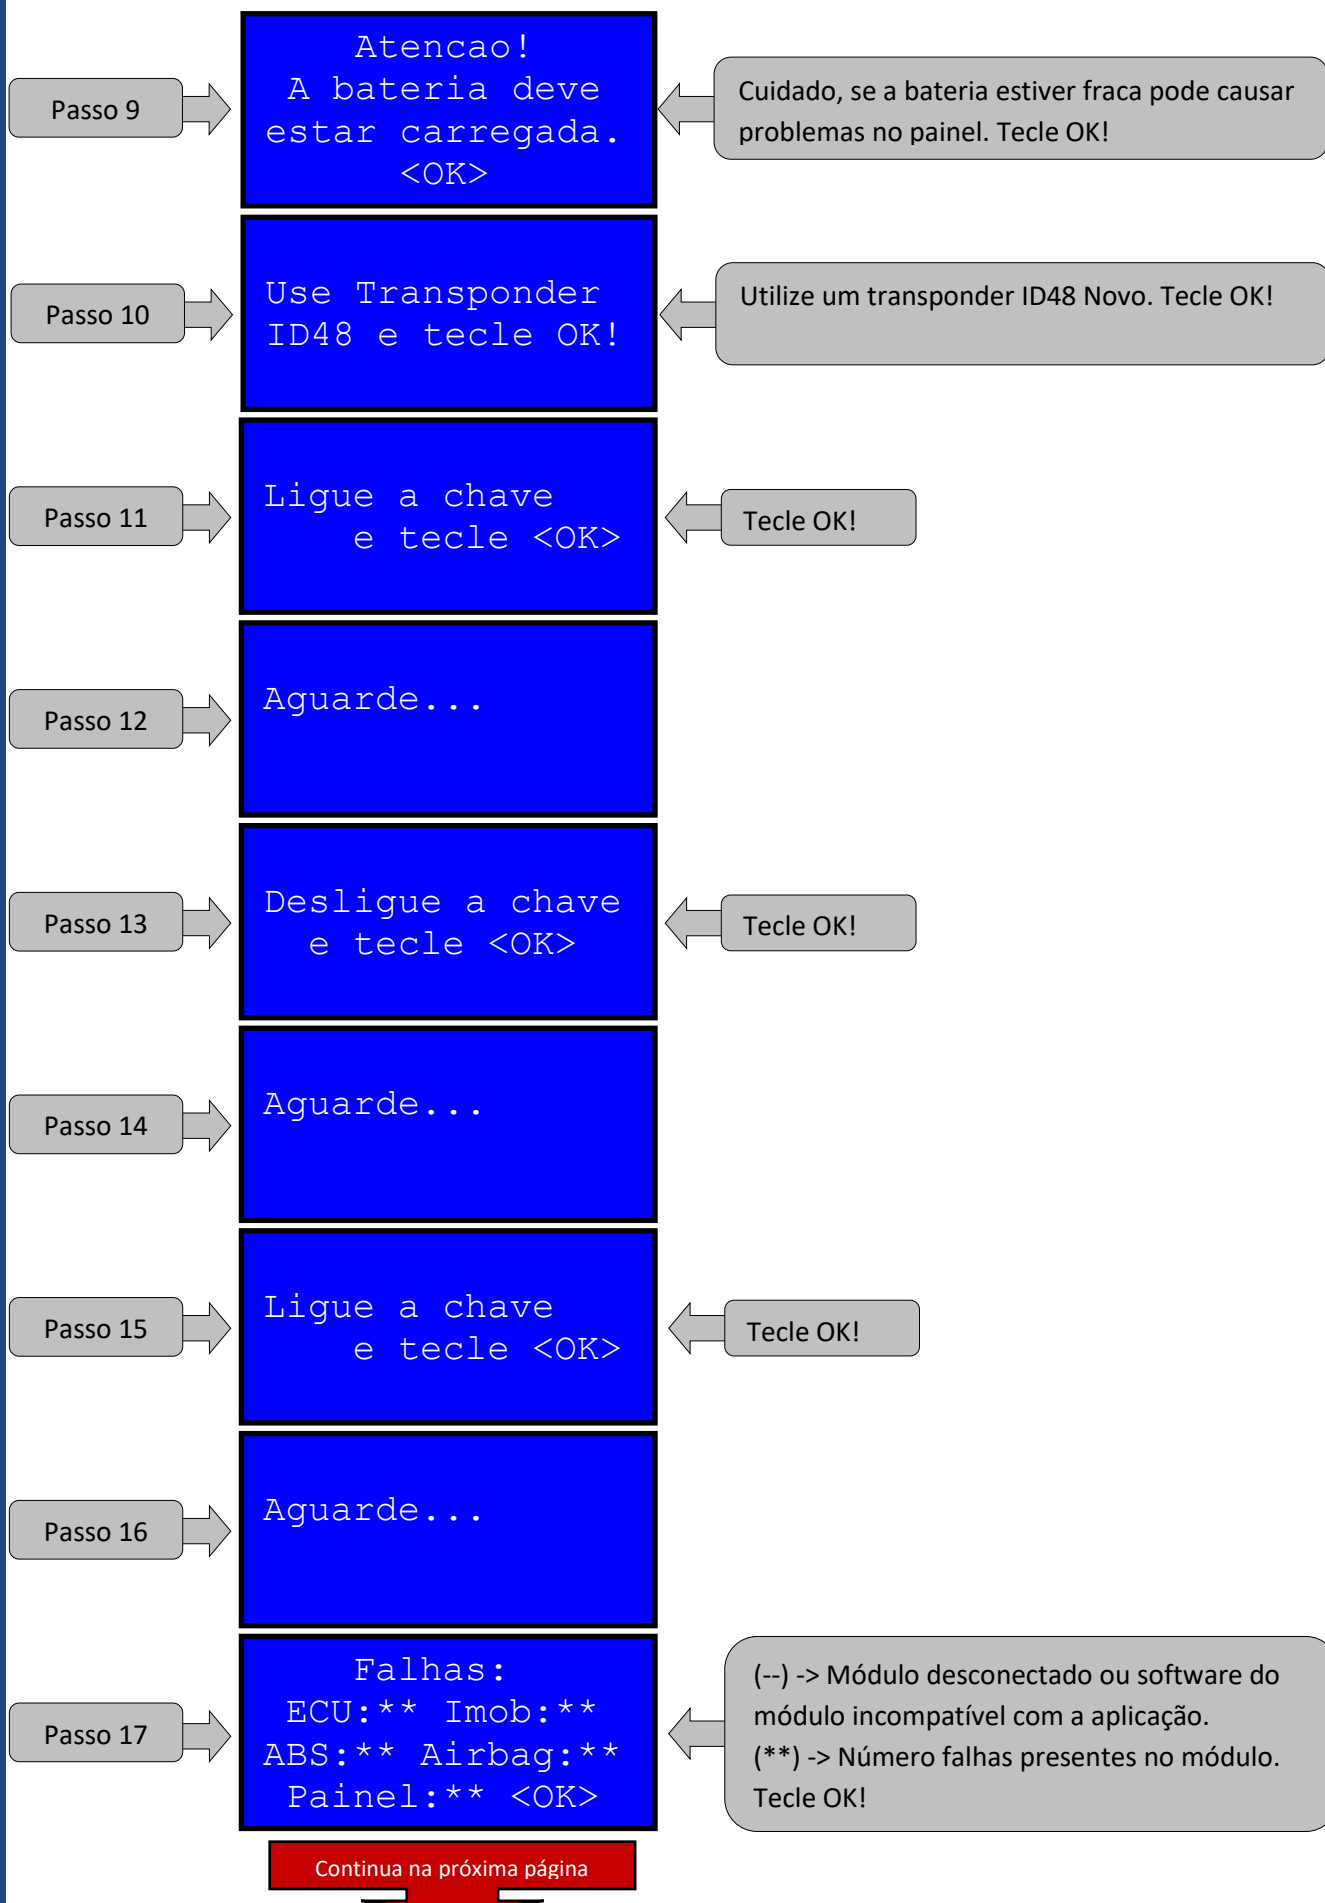 Passo 9
Atencao!
A bateria deve
estar carregada.
<OK>
Cuidado, se a bateria estiver fraca pode causar
problemas no painel. Tecle OK!
Passo 10
Use Transponder
ID48 e tecle OK!
Utilize um transponder ID48 Novo. Tecle OK!
Passo 11
Ligue a chave
e tecle <OK>
Tecle OK!
Passo 12
Aguarde...
Passo 13
Desligue a chave
e tecle <OK>
Tecle OK!
Passo 14
Aguarde...
Passo 15
Ligue a chave
e tecle <OK>
Tecle OK!
Passo 16
Aguarde...
Passo 17
Falhas:
ECU:** Imob:**
ABS:** Airbag:**
Painel:** <OK>
(--) -> Módulo desconectado ou software do
módulo incompatível com a aplicação.
(**) -> Número falhas presentes no módulo.
Tecle OK!
Continua na próxima página